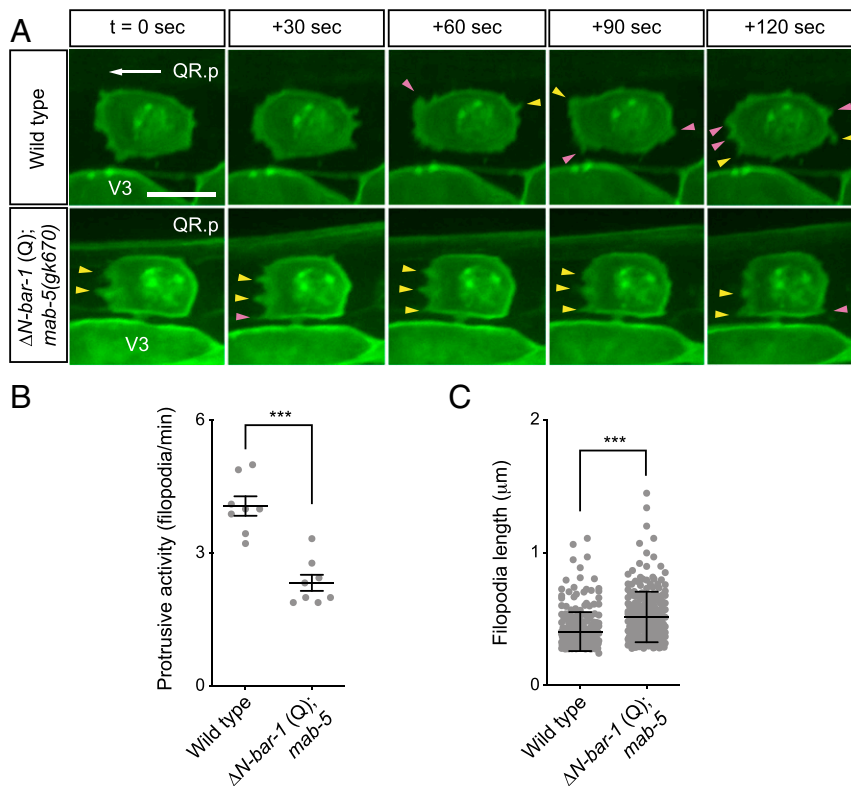 A
t = 0 sec
+30 sec
+60 sec
+90 sec
+120 sec
Wild type
QR.p
V3
ΔN-bar-1 (Q);
mab-5(gk670)
QR.p
V3
B
Protrusive activity (filopodia/min)
6
3
0
***
Wild type
ΔN-bar-1 (Q);
mab-5
C
Filopodia length (μm)
2
1
0
***
Wild type
ΔN-bar-1 (Q);
mab-5